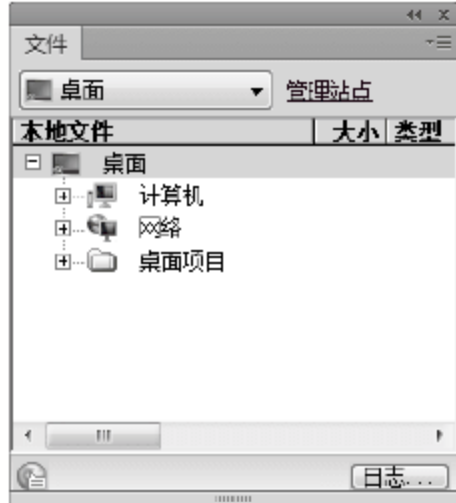 文件
桌面 管理站点
本地文件 大小 类型
桌面
计算机
网络
桌面项目
日志...